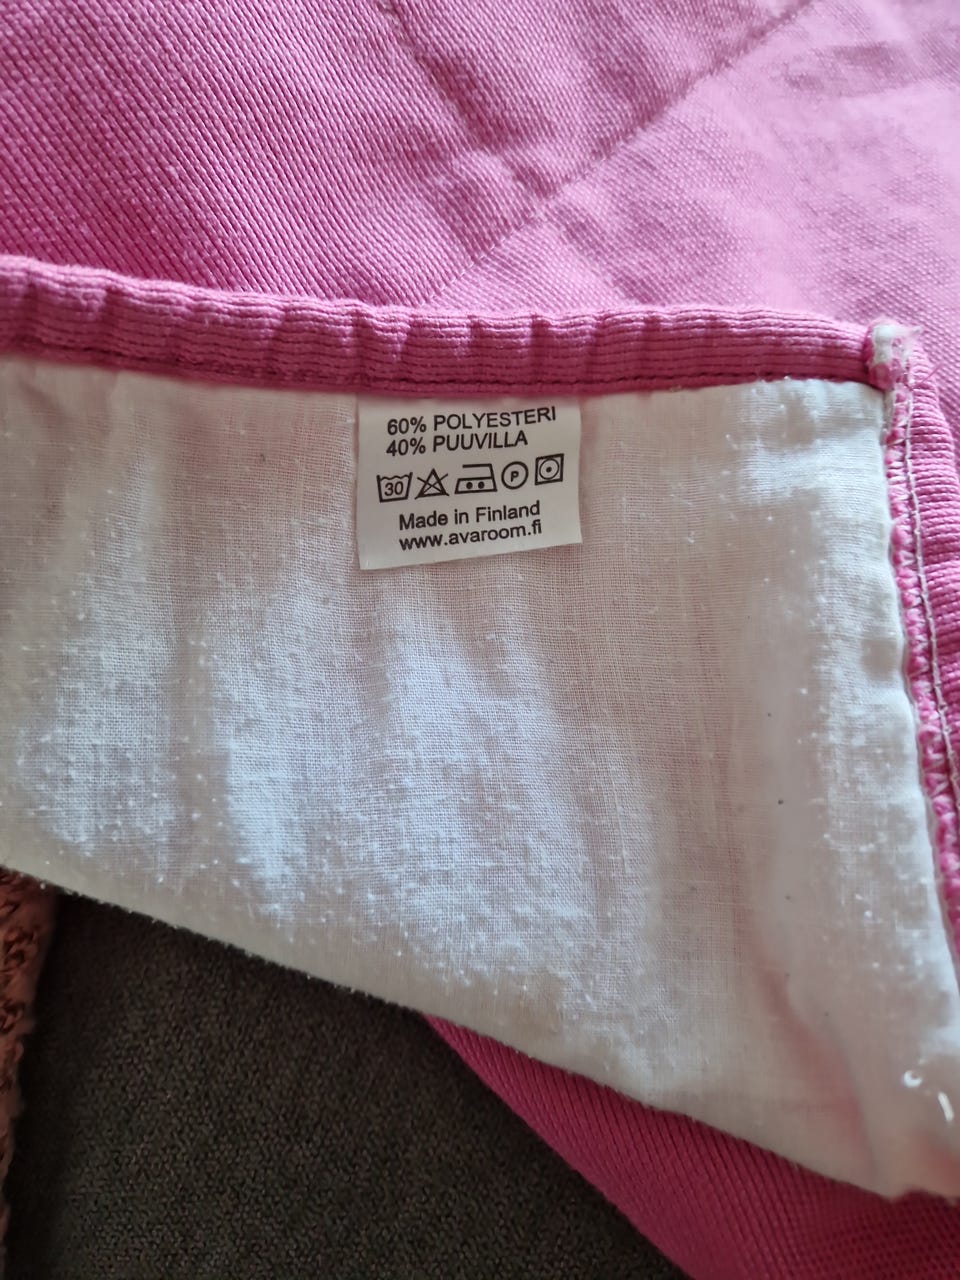 60% POLYESTERI
40% PUUVILLA
30 P
Made in Finland
www.avaroom.fi